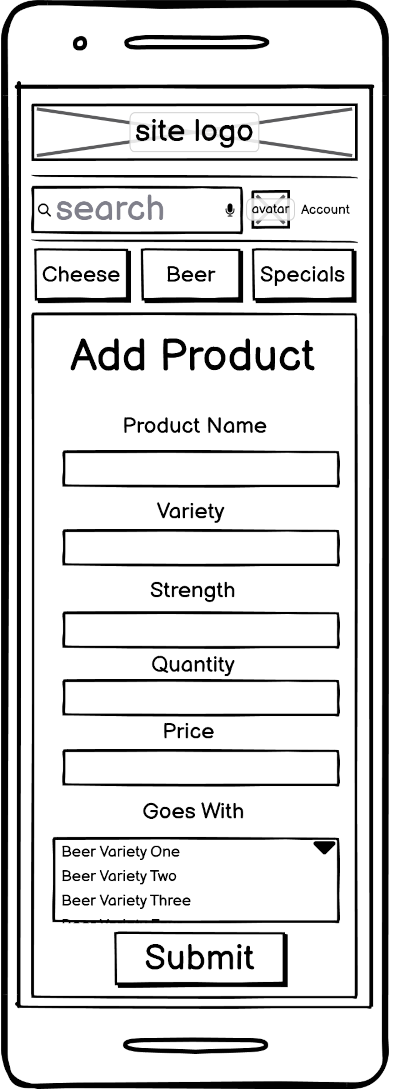 site logo
search
avatar
Account
Cheese
Beer
Specials
Add Product
Product Name
Variety
Strength
Quantity
Price
Goes With
Beer Variety One
Beer Variety Two
Beer Variety Three
Submit